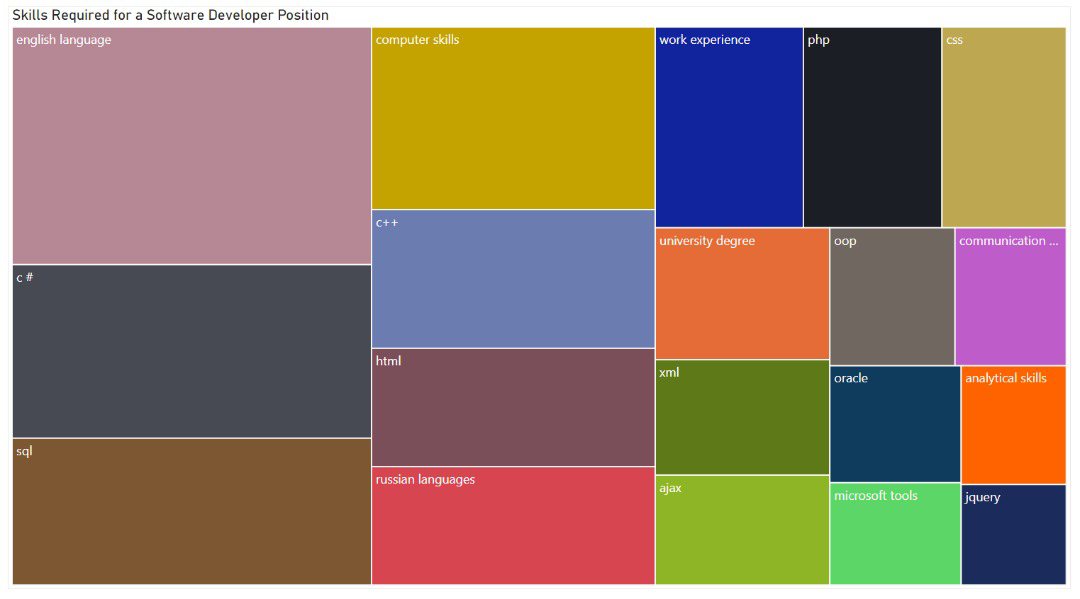 Skills Required for a Software Developer Position
english language
c #
sql
computer skills
c++
html
russian languages
work experience
php
css
university degree
xml
ajax
oop
communication ...
oracle
analytical skills
microsoft tools
jquery